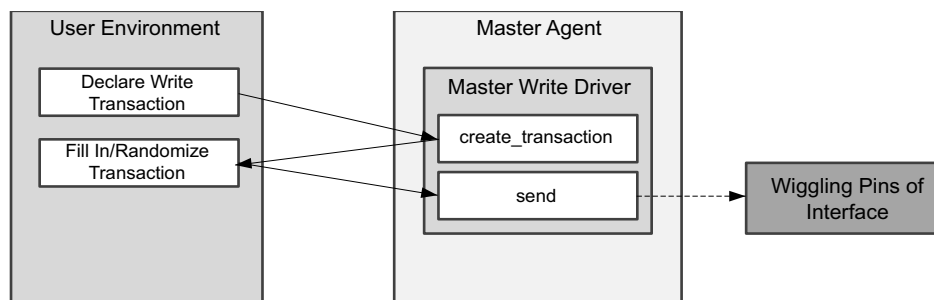 User Environment
Declare Write
Transaction
Fill In/Randomize
Transaction
Master Agent
Master Write Driver
create_transaction
send
Wiggling Pins of
Interface